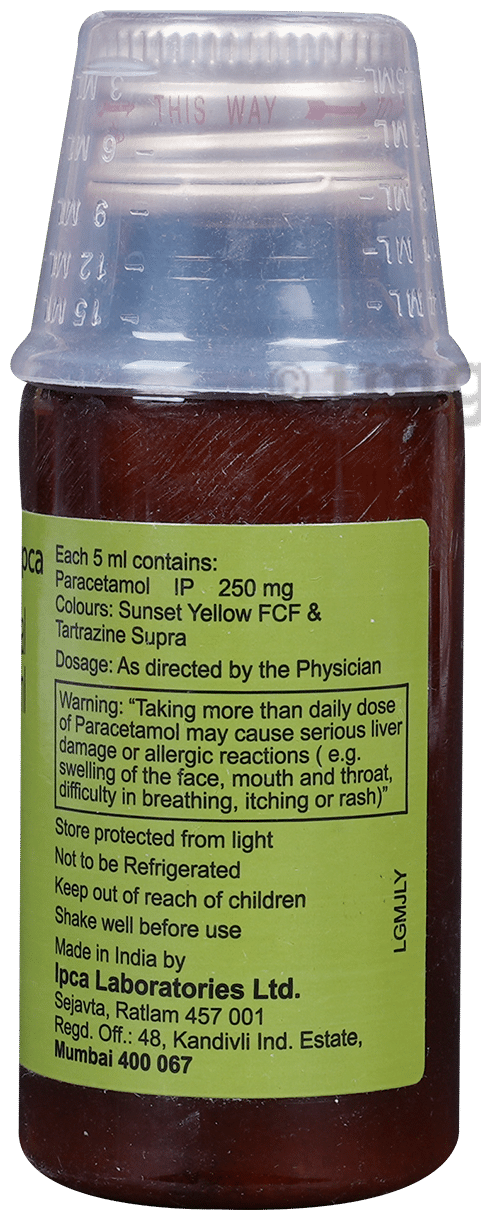 3 ML
THIS WAY
6 ML
9 ML
12 ML
15 ML
Each 5 ml contains:
Paracetamol IP 250 mg
Colours: Sunset Yellow FCF &
Tartrazine Supra
Dosage: As directed by the Physician
Warning: “Taking more than daily dose
of Paracetamol may cause serious liver
damage or allergic reactions ( e.g.
swelling of the face, mouth and throat,
difficulty in breathing, itching or rash)”
Store protected from light
Not to be Refrigerated
Keep out of reach of children
Shake well before use
Made in India by
Ipca Laboratories Ltd.
Sejavta, Ratlam 457 001
Regd. Off.: 48, Kandivli Ind. Estate,
Mumbai 400 067
LGMJLY